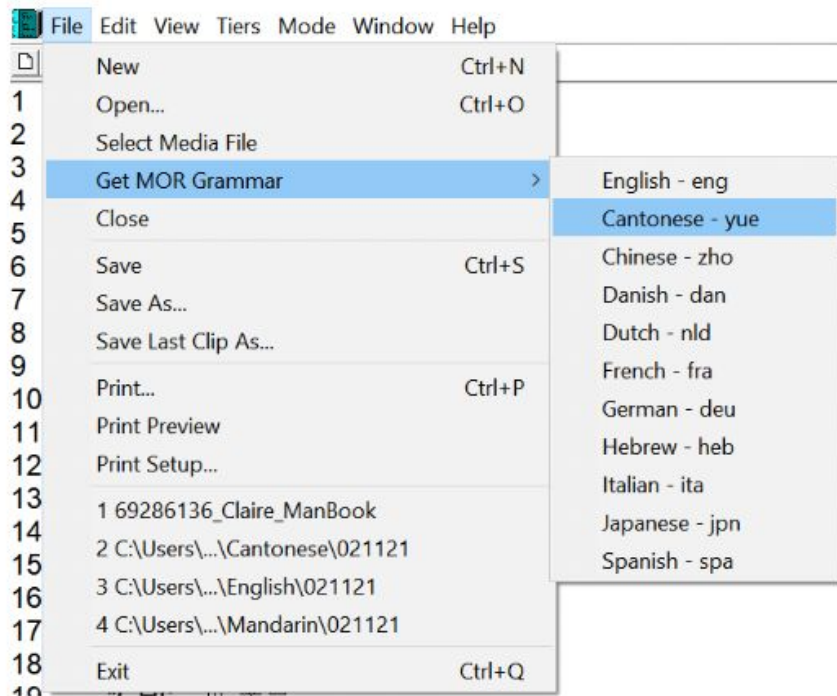 File Edit View Tiers Mode Window Help
New Ctrl+N
Open... Ctrl+O
Select Media File
Get MOR Grammar >
Close
Save Ctrl+S
Save As...
Save Last Clip As...
Print... Ctrl+P
Print Preview
Print Setup...
1 69286136_Claire_ManBook
2 C:\Users\...\Cantonese\021121
3 C:\Users\...\English\021121
4 C:\Users\...\Mandarin\021121
Exit Ctrl+Q
English - eng
Cantonese - yue
Chinese - zho
Danish - dan
Dutch - nld
French - fra
German - deu
Hebrew - heb
Italian - ita
Japanese - jpn
Spanish - spa
1
2
3
4
5
6
7
8
9
10
11
12
13
14
15
16
17
18